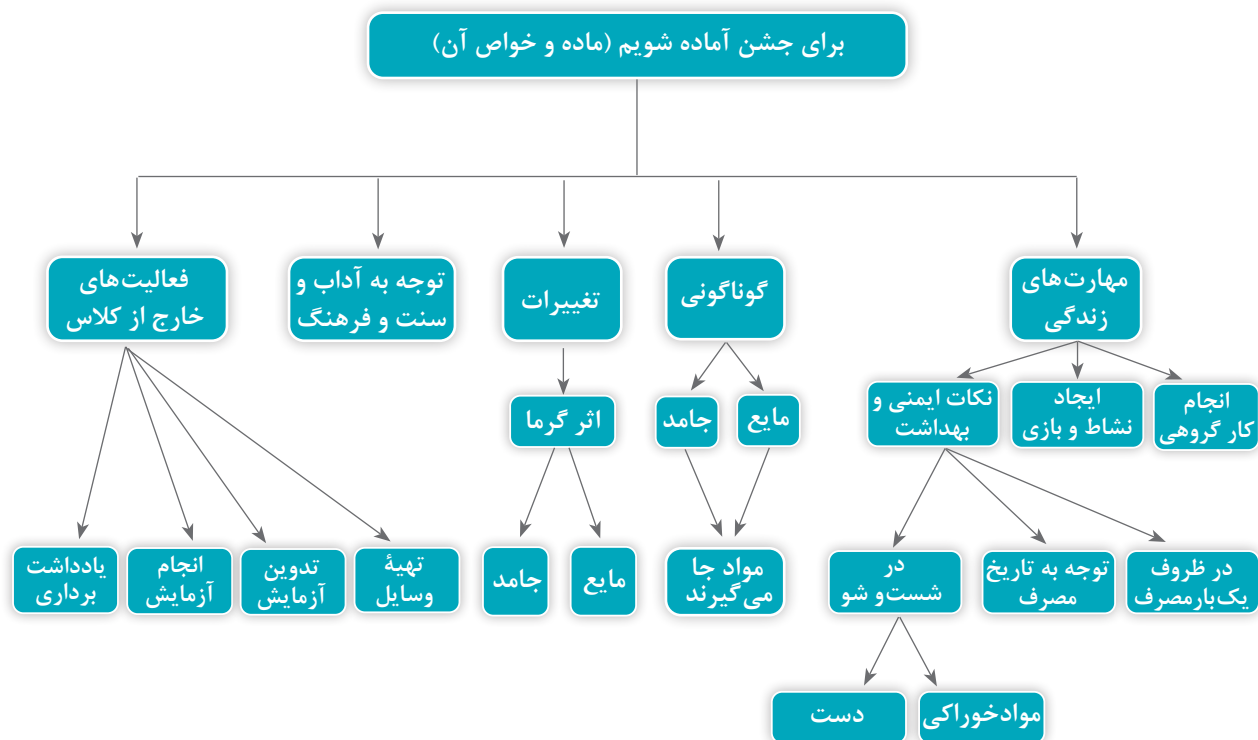 برای جشن آماده شویم (ماده و خواص آن)
مهارت‌های
زندگی
گوناگونی
تغییرات
توجه به آداب و
سنت و فرهنگ
فعالیت‌های
خارج از کلاس
انجام
کار گروهی
ایجاد
نشاط و بازی
نکات ایمنی و
بهداشت
مایع
جامد
اثر گرما
در ظروف
یک‌بارمصرف
توجه به تاریخ
مصرف
در
شست‌و شو
مواد جا
می‌گیرند
مایع
جامد
تهیهٔ
وسایل
تدوین
آزمایش
انجام
آزمایش
یادداشت
برداری
موادخوراکی
دست